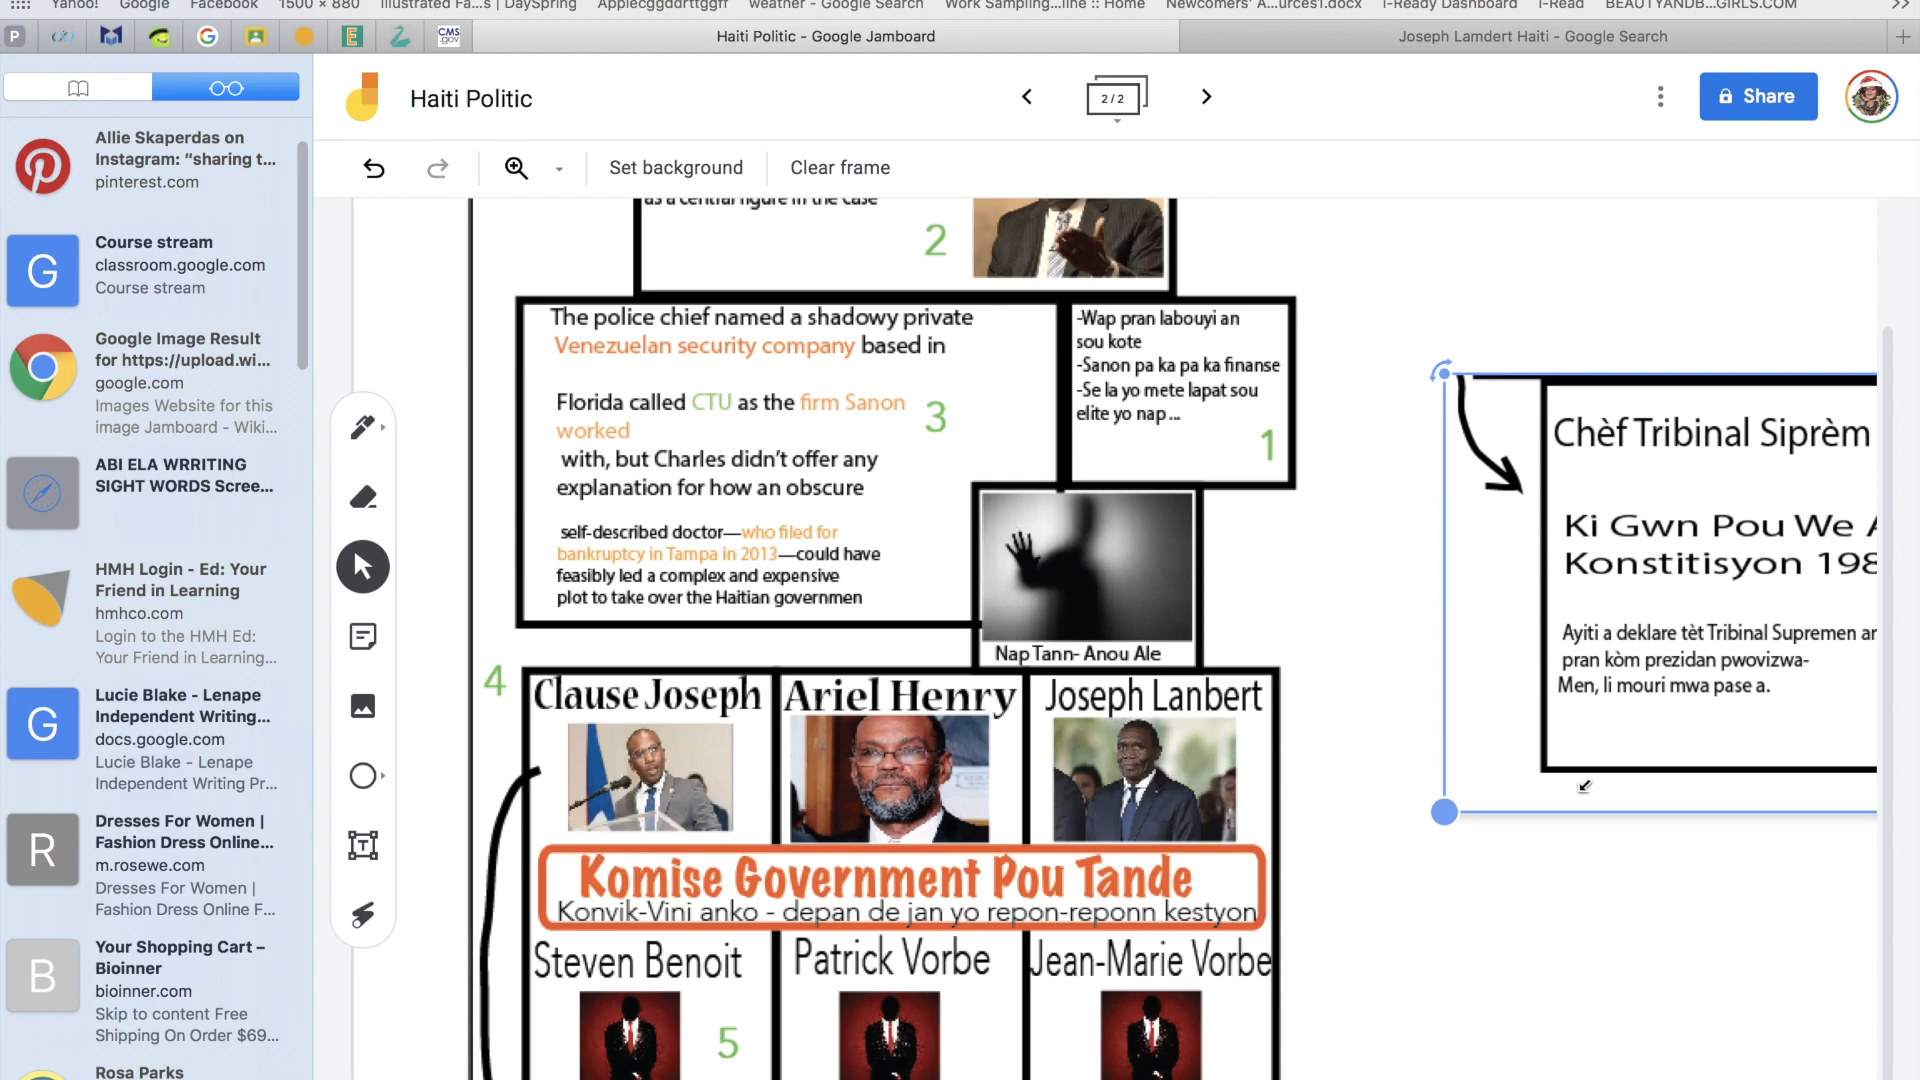 Yahoo!
Google
Facebook
1500 × 880
Illustrated Fa...s | DaySpring
Applecggddrttggff
weather - Google Search
Work Sampling...line :: Home
Newcomers' A...urces1.docx
i-Ready Dashboard
i-Read
BEAUTYANDB...GIRLS.COM
P
G
E
CMS
.gov
Haiti Politic - Google Jamboard
Joseph Lamdert Haiti - Google Search
Allie Skaperdas on
Instagram: “sharing t...
pinterest.com
G
Course stream
classroom.google.com
Course stream
Google Image Result
for https://upload.wi...
google.com
Images Website for this
image Jamboard - Wiki...
ABI ELA WRRITING
SIGHT WORDS Scree...
HMH Login - Ed: Your
Friend in Learning
hmhco.com
Login to the HMH Ed:
Your Friend in Learning...
G
Lucie Blake - Lenape
Independent Writing...
docs.google.com
Lucie Blake - Lenape
Independent Writing Pr...
R
Dresses For Women |
Fashion Dress Online...
m.rosewe.com
Dresses For Women |
Fashion Dress Online F...
B
Your Shopping Cart –
Bioinner
bioinner.com
Skip to content Free
Shipping On Order $69...
Rosa Parks
Haiti Politic
2 / 2
Share
Set background
Clear frame
as a central figure in the case
2
The police chief named a shadowy private
Venezuelan security company based in
Florida called CTU as the firm Sanon
worked
with, but Charles didn't offer any
explanation for how an obscure
self-described doctor—who filed for
bankruptcy in Tampa in 2013—could have
feasibly led a complex and expensive
plot to take over the Haitian governmen
3
-Wap pran labouyi an
sou kote
-Sanon pa ka pa ka finanse
-Se la yo mete lapat sou
elite yo nap ...
1
Nap Tann- Anou Ale
4
Clause Joseph
Ariel Henry
Joseph Lanbert
Komise Government Pou Tande
Konvik-Vini anko - depan de jan yo repon-reponn kestyon
Steven Benoit
Patrick Vorbe
Jean-Marie Vorbe
5
Chèf Tribinal Siprèm
Ki Gwn Pou We
Konstitisyon 198
Ayiti a deklare tèt Tribinal Supremen
pran kòm prezidan pwovizwa-
Men, li mouri mwa pase a.